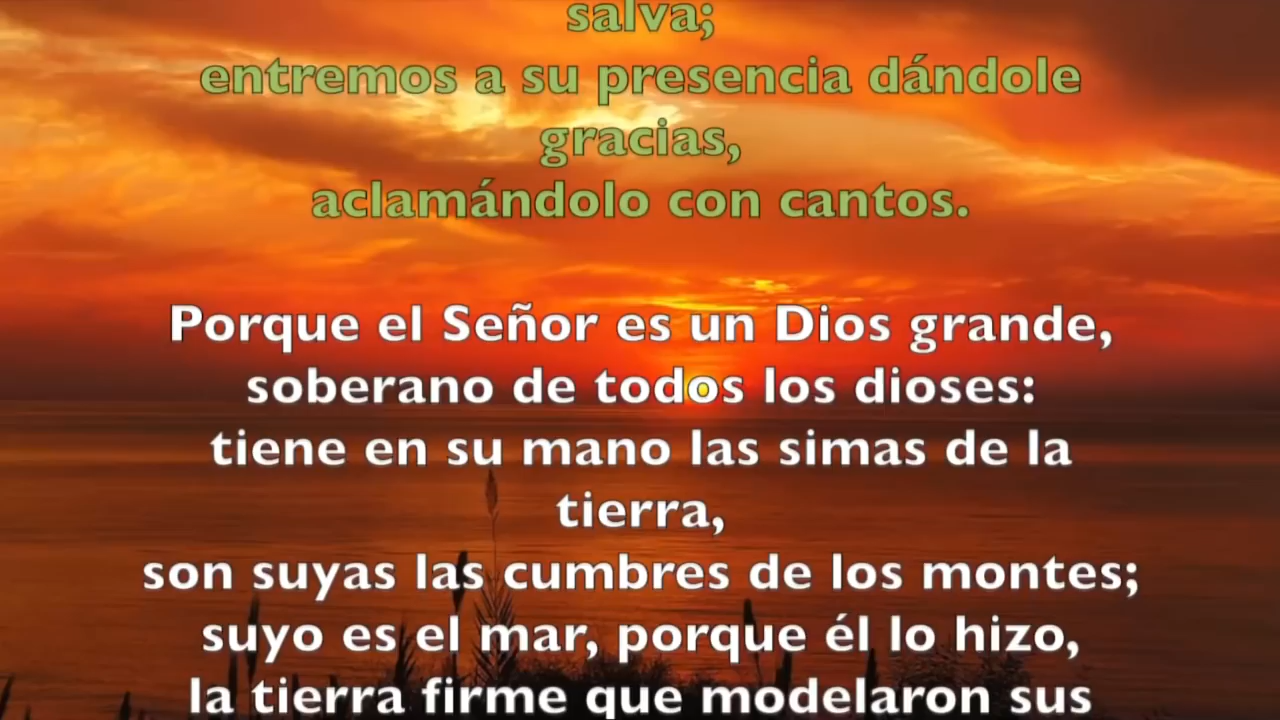 salva;
entremos a su presencia dándole
gracias,
aclamándolo con cantos.
Porque el Señor es un Dios grande,
soberano de todos los dioses:
tiene en su mano las simas de la
tierra,
son suyas las cumbres de los montes;
suyo es el mar, porque él lo hizo,
la tierra firme que modelaron sus